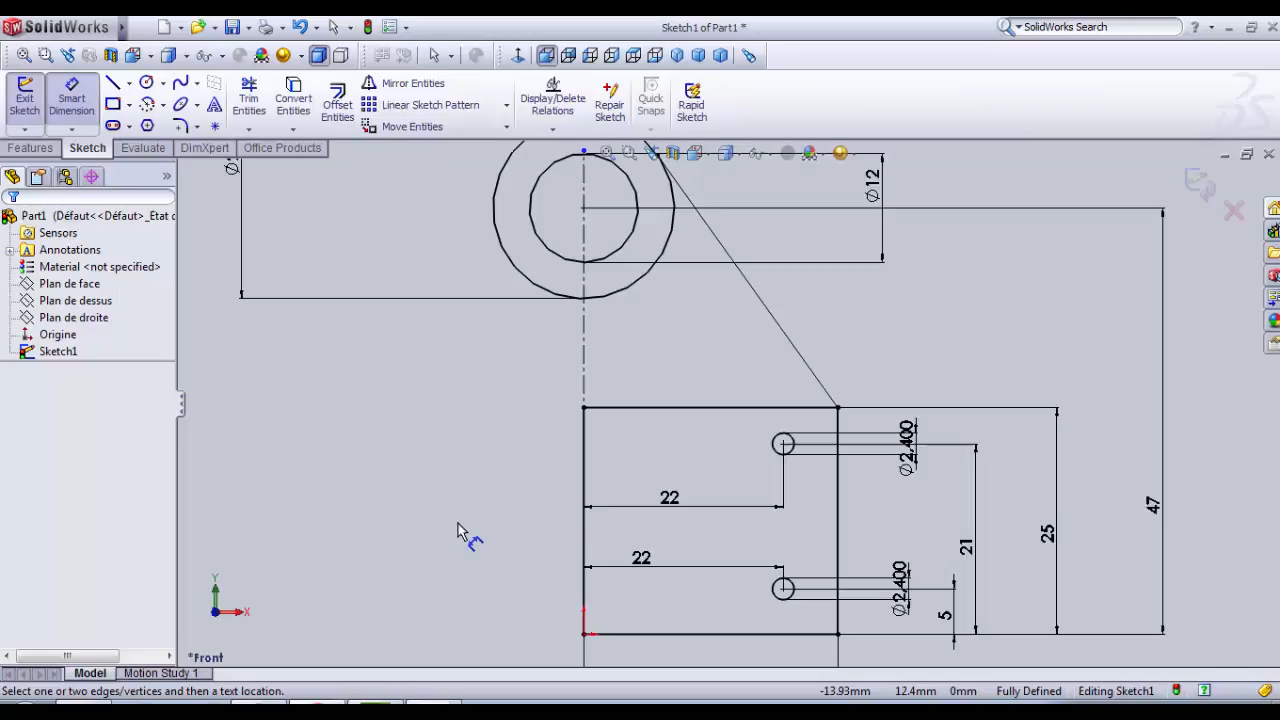 SolidWorks
Sketch1 of Part1 *
SolidWorks Search
Exit Sketch
Smart Dimension
Trim Entities
Convert Entities
Offset Entities
Mirror Entities
Linear Sketch Pattern
Move Entities
Display/Delete Relations
Repair Sketch
Quick Snaps
Rapid Sketch
Features
Sketch
Evaluate
DimXpert
Office Products
Part1 (Défaut<<Défaut>_Etat
Sensors
Annotations
Material <not specified>
Plan de face
Plan de dessus
Plan de droite
Origine
Sketch1
Ø12
22
22
Ø2,400
Ø2,400
21
5
25
47
Y
X
*Front
Model
Motion Study 1
Select one or two edges/vertices and then a text location.
-13.93mm
12.4mm
0mm
Fully Defined
Editing Sketch1